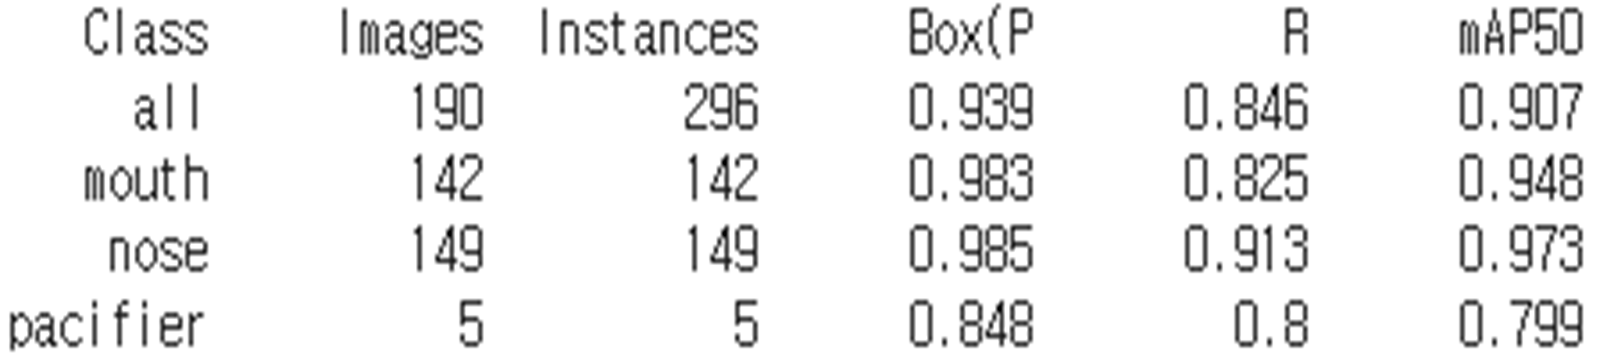 Class Images Instances Box(P R mAP50
all 190 296 0.939 0.846 0.907
mouth 142 142 0.983 0.825 0.948
nose 149 149 0.985 0.913 0.973
pacifier 5 5 0.848 0.8 0.799